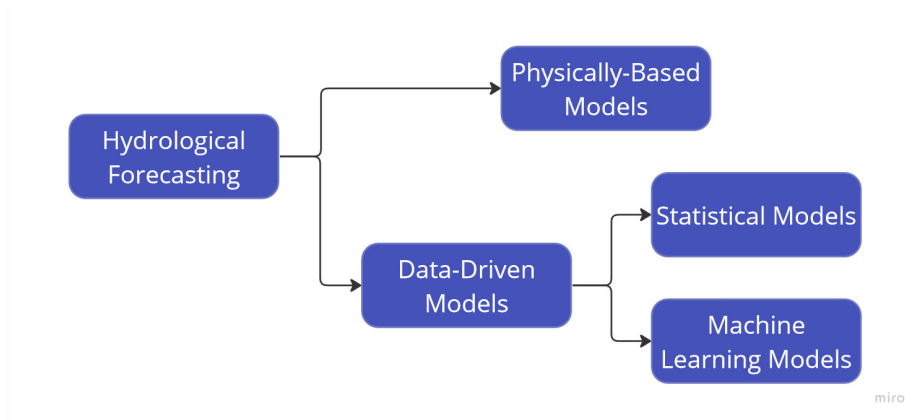 Physically-Based
Models
Hydrological
Forecasting
Statistical Models
Data-Driven
Models
Machine
Learning Models
miro